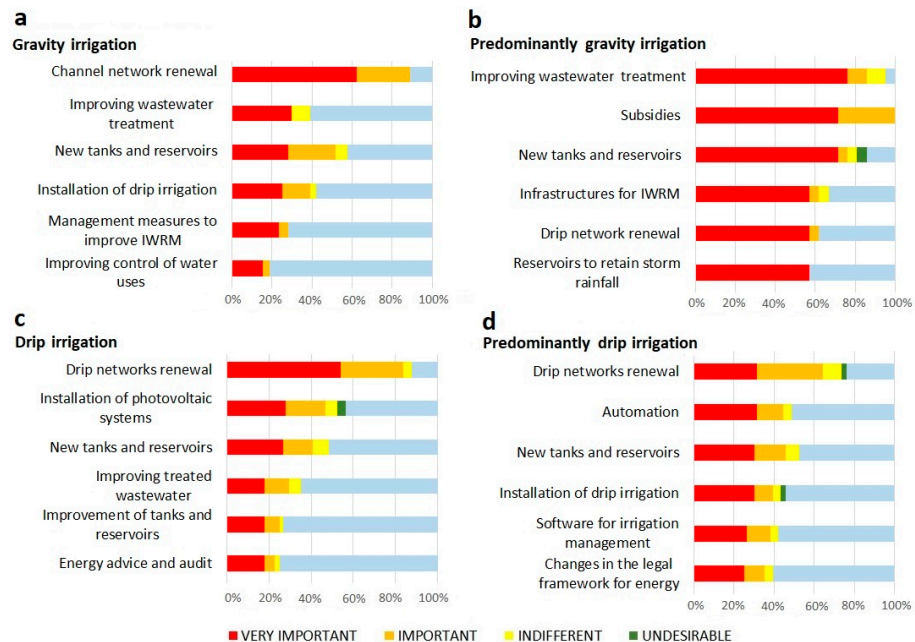 a
Gravity irrigation
Channel network renewal
Improving wastewater
treatment
New tanks and reservoirs
Installation of drip irrigation
Management measures to
improve IWRM
Improving control of water
uses
0% 20% 40% 60% 80% 100%
b
Predominantly gravity irrigation
Improving wastewater treatment
Subsidies
New tanks and reservoirs
Infrastructures for IWRM
Drip network renewal
Reservoirs to retain storm
rainfall
0% 20% 40% 60% 80% 100%
c
Drip irrigation
Drip networks renewal
Installation of photovoltaic
systems
New tanks and reservoirs
Improving treated
wastewater
Improvement of tanks and
reservoirs
Energy advice and audit
0% 20% 40% 60% 80% 100%
d
Predominantly drip irrigation
Drip networks renewal
Automation
New tanks and reservoirs
Installation of drip irrigation
Software for irrigation
management
Changes in the legal
framework for energy
0% 20% 40% 60% 80% 100%
VERY IMPORTANT IMPORTANT INDIFFERENT UNDESIRABLE